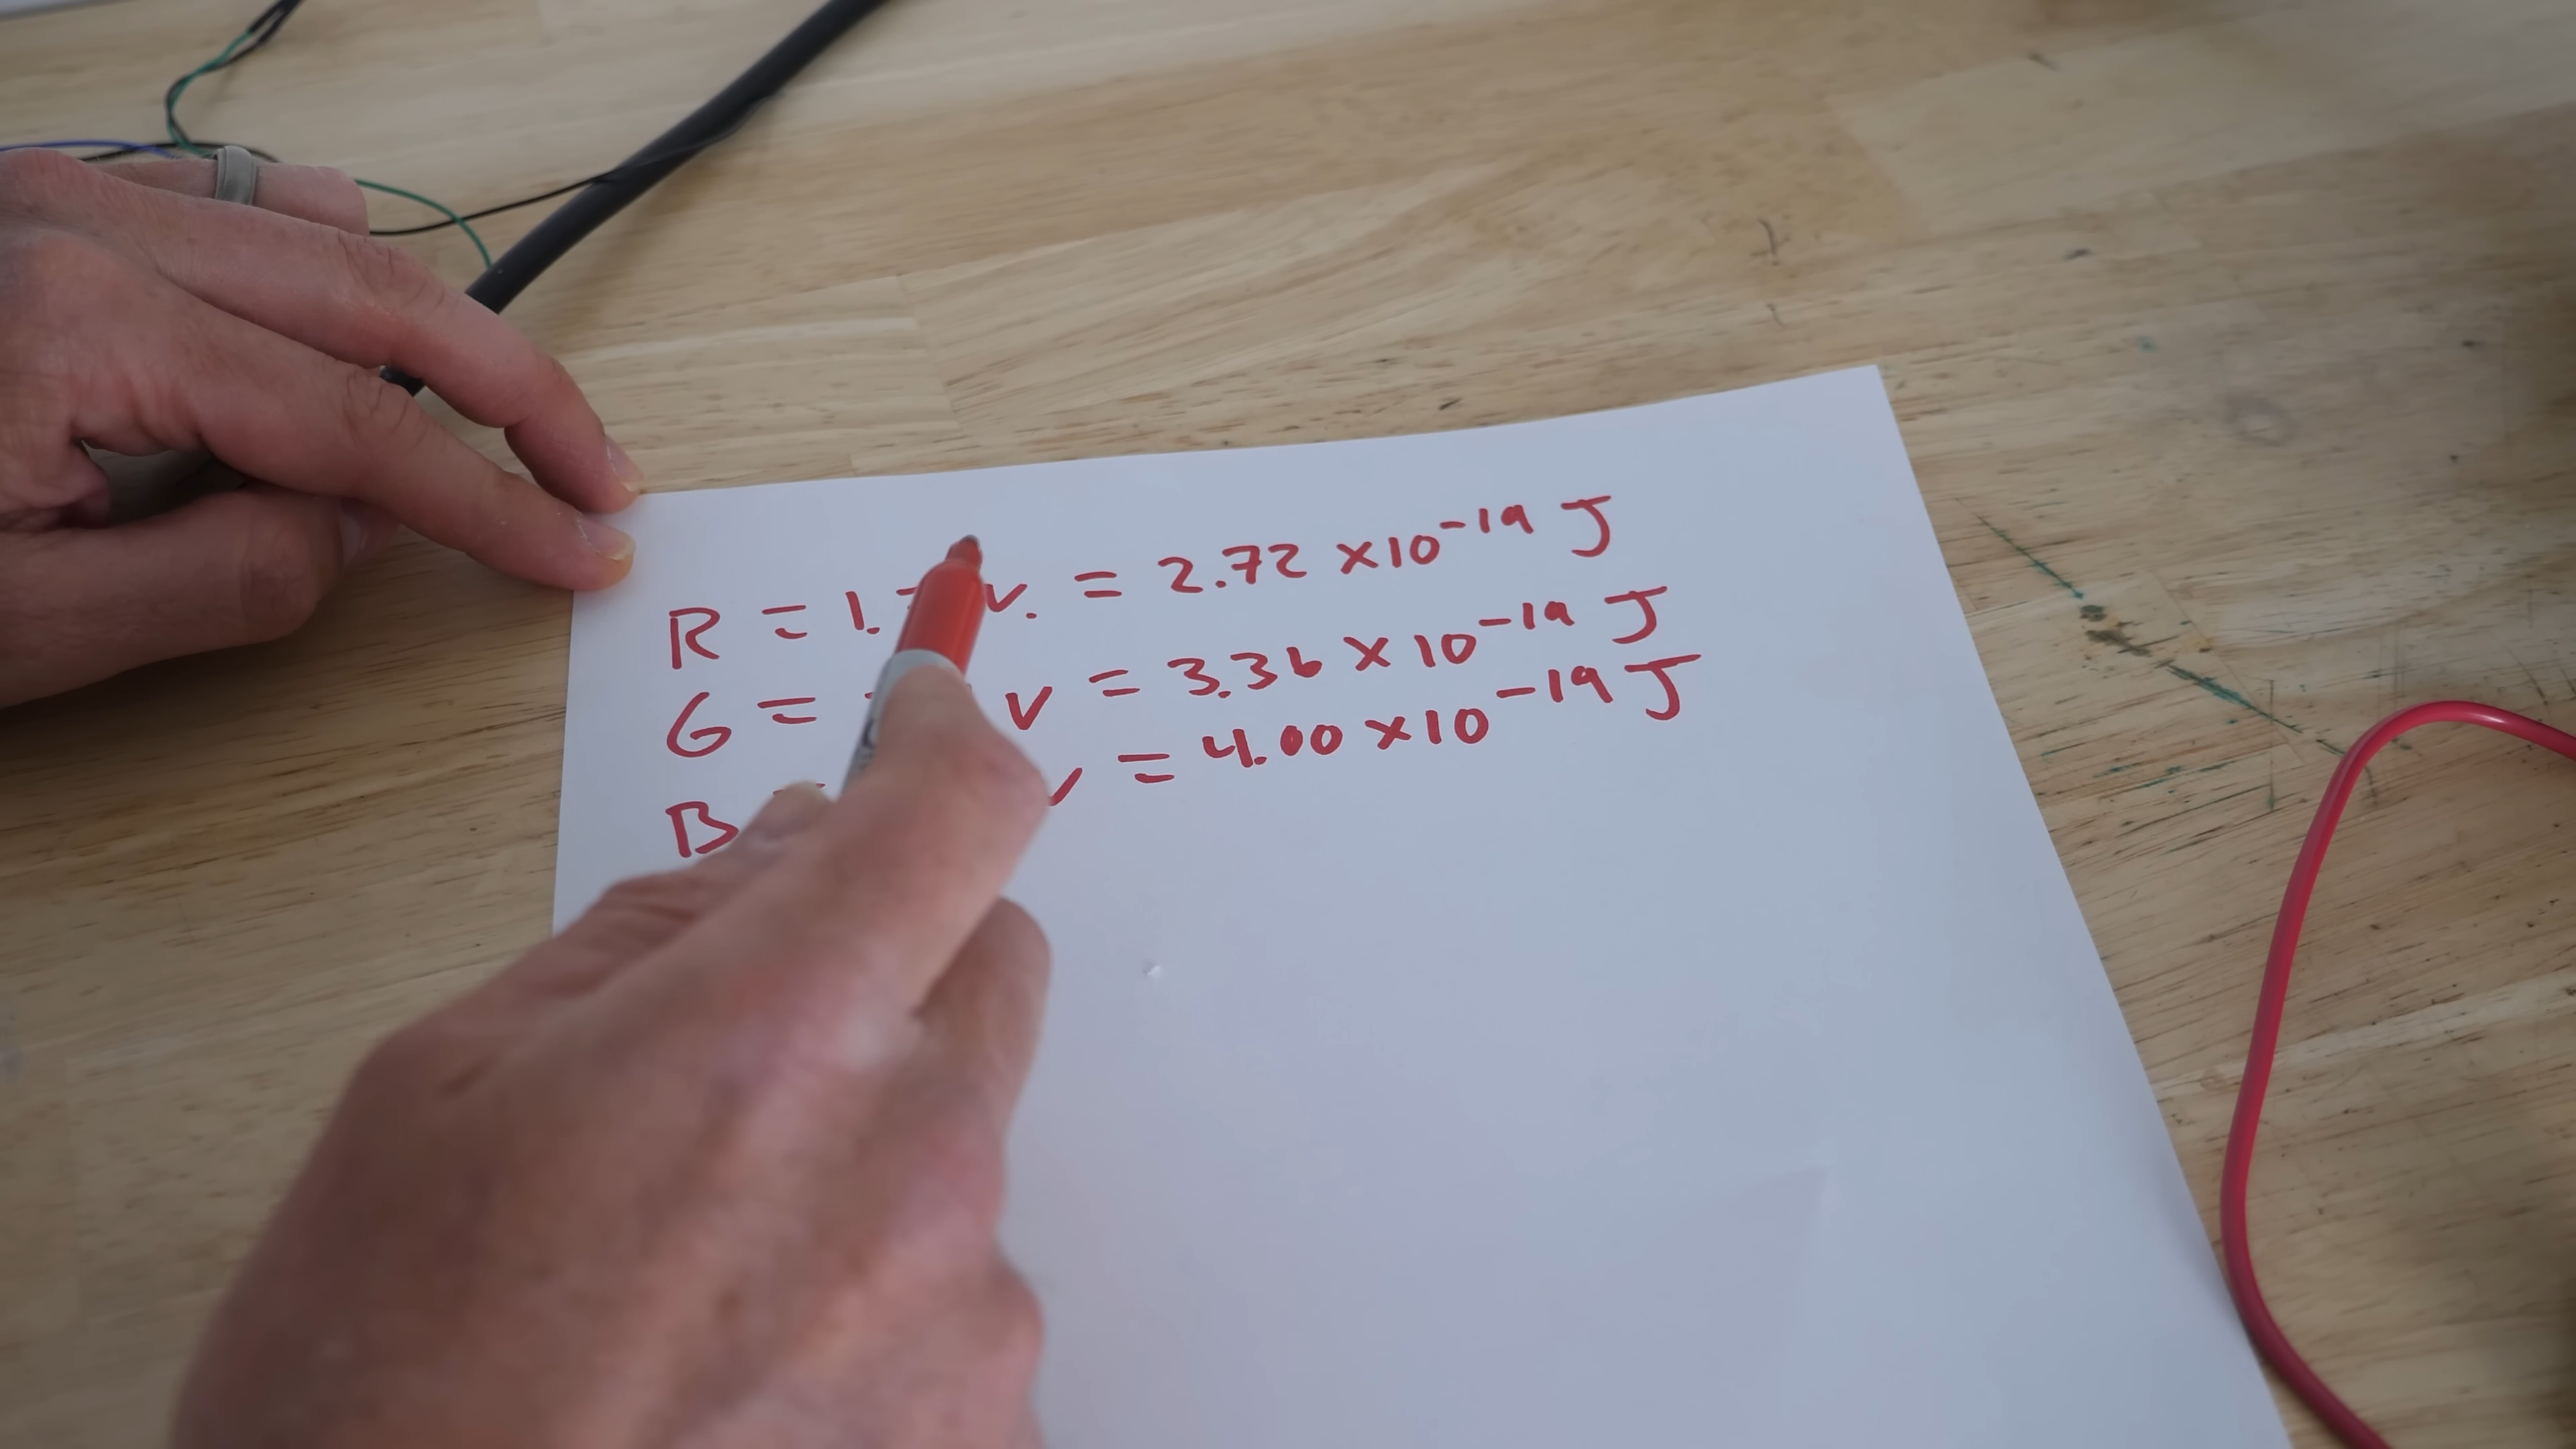 R = 1. V. = 2.72 x10⁻¹⁹ J
G = V = 3.36 x 10⁻¹⁹ J
B = V = 4.00 x10⁻¹⁹ J